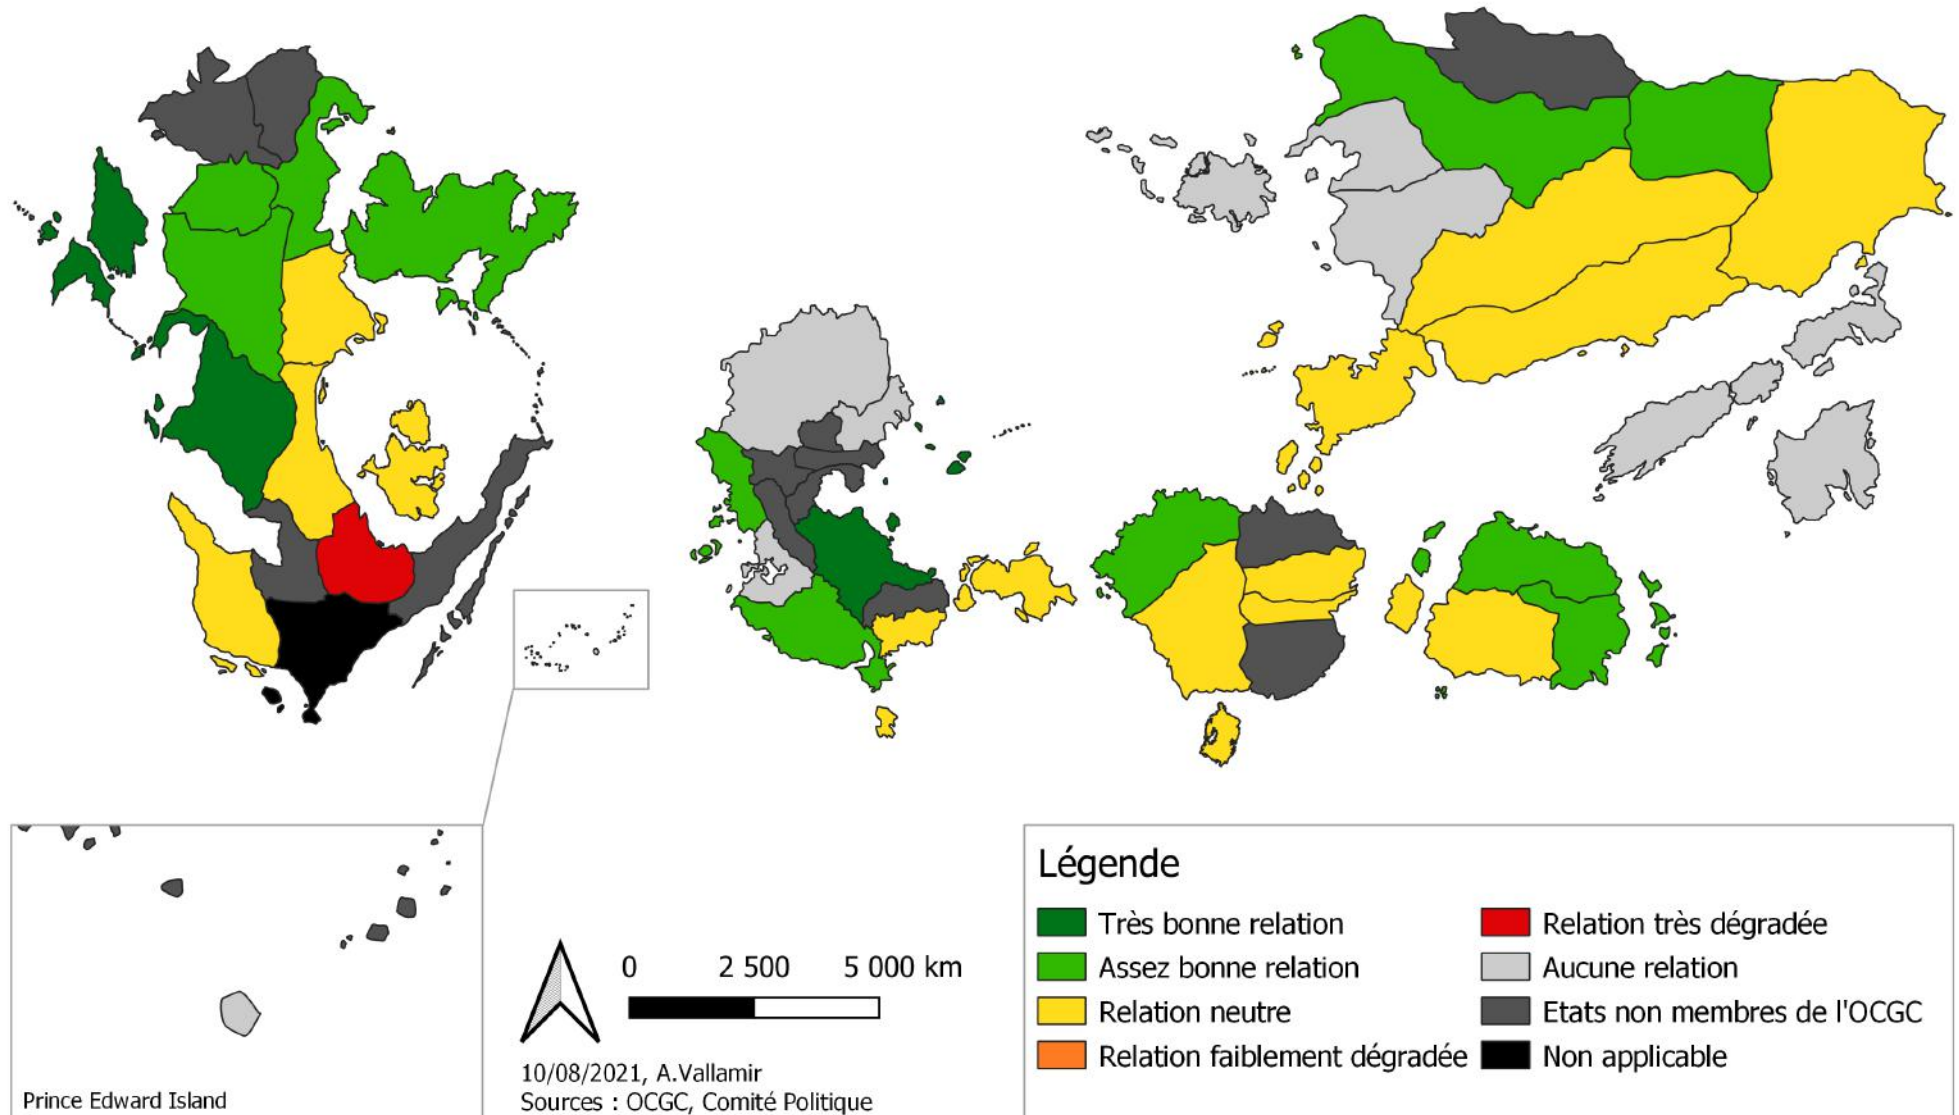 Prince Edward Island
0 2 500 5 000 km
10/08/2021, A.Vallamir
Sources : OCGC, Comité Politique
Légende
Très bonne relation
Assez bonne relation
Relation neutre
Relation faiblement dégradée
Relation très dégradée
Aucune relation
Etats non membres de l'OCGC
Non applicable